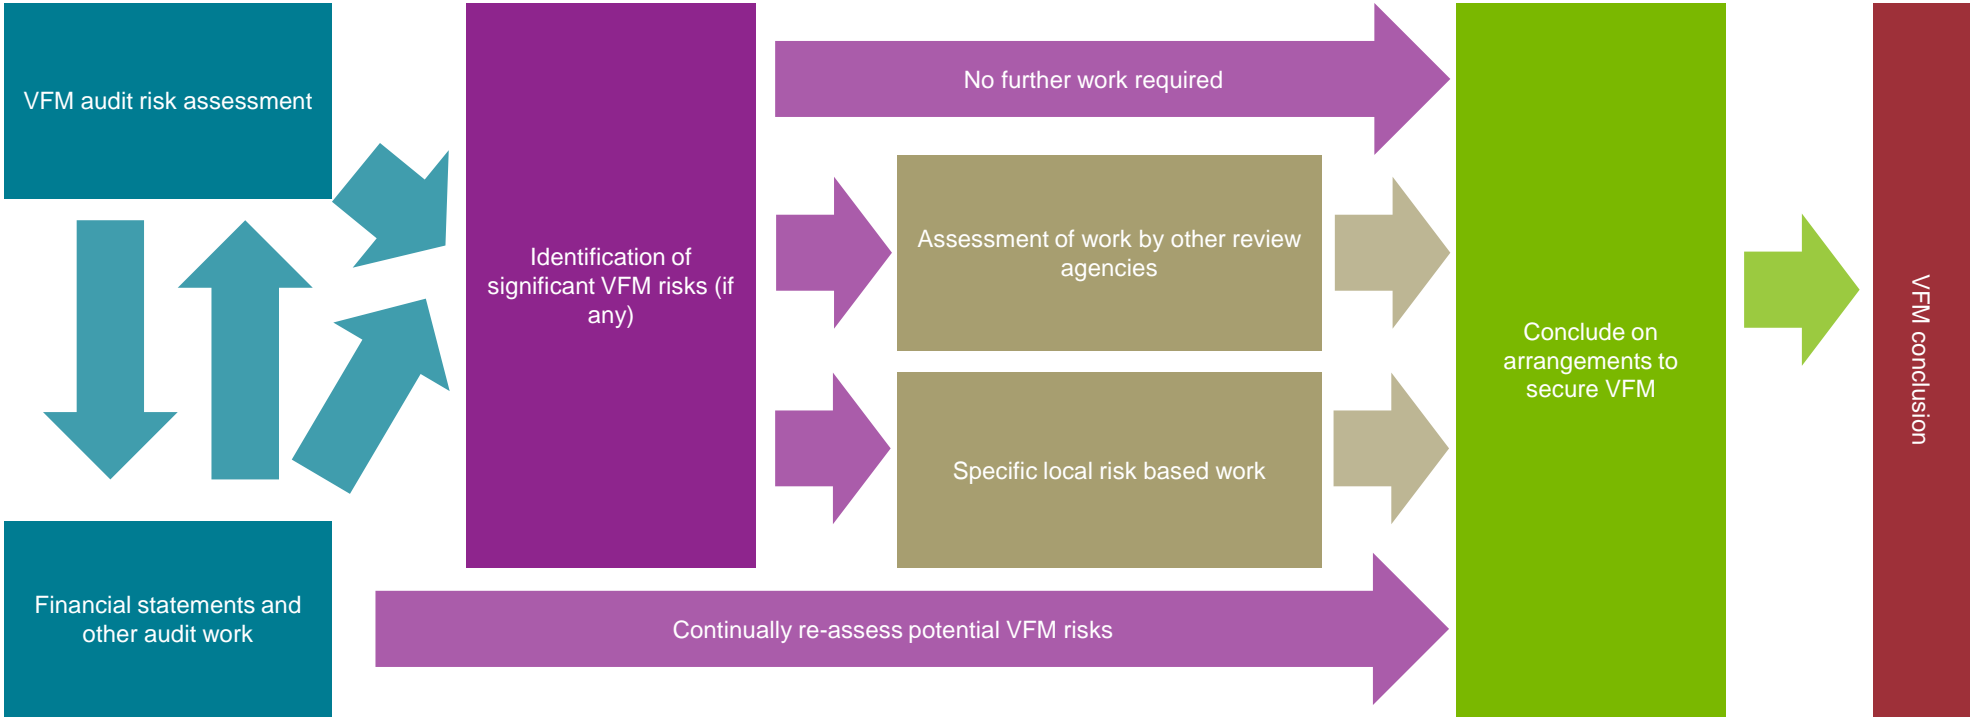 VFM audit risk assessment
Financial statements and
other audit work
Identification of
significant VFM risks (if
any)
No further work required
Assessment of work by other review
agencies
Specific local risk based work
Continually re-assess potential VFM risks
Conclude on
arrangements to
secure VFM
VFM conclusion